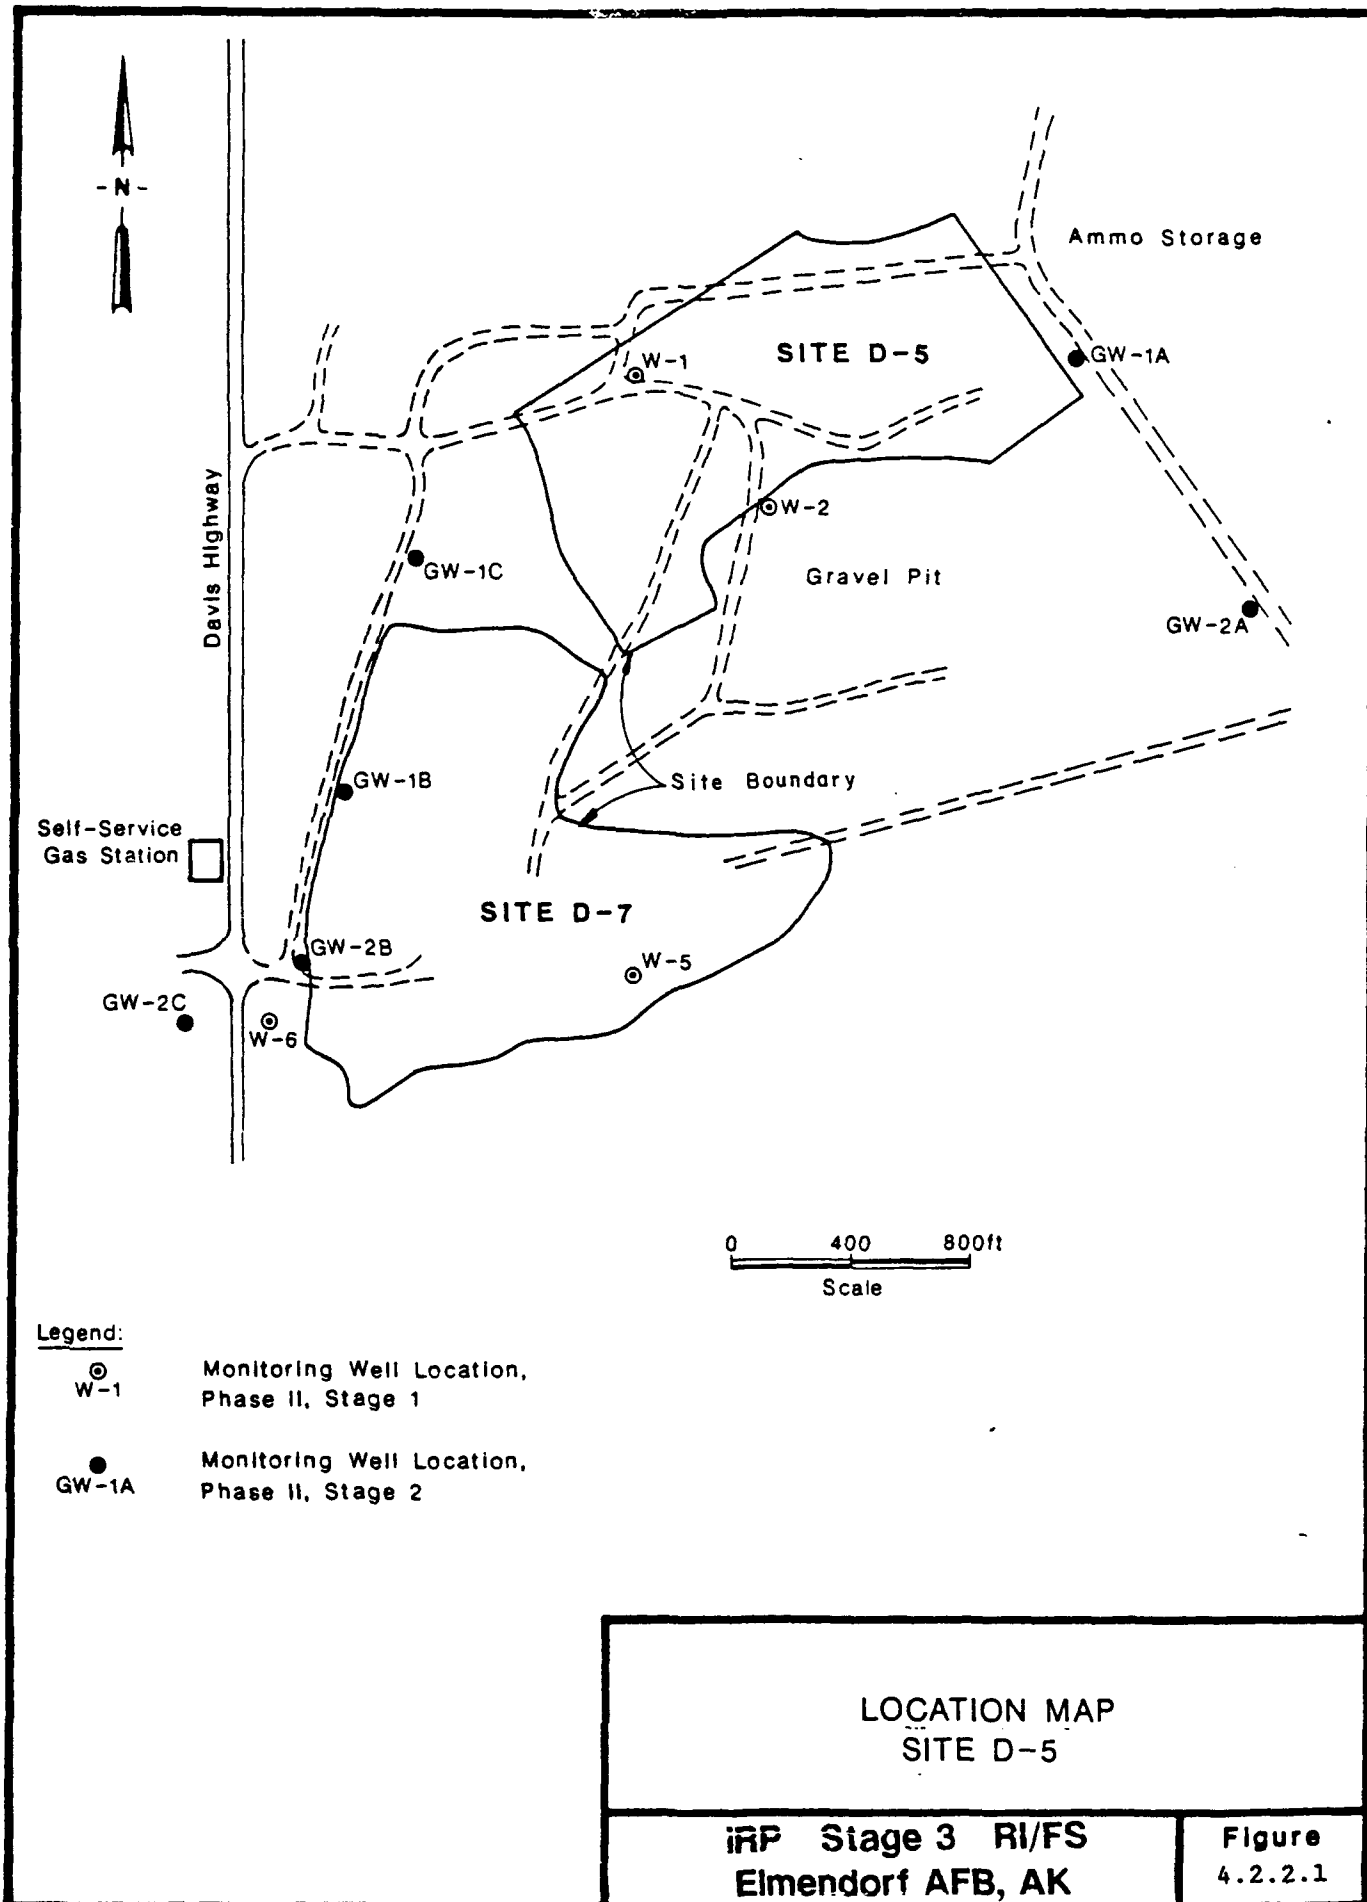 -N-
Ammo Storage
SITE D-5
W-1
GW-1A
W-2
Davis Highway
GW-1C
Gravel Pit
GW-2A
GW-1B
Site Boundary
Self-Service
Gas Station
SITE D-7
GW-2B
W-5
GW-2C
W-6
0 400 800ft
Scale
Legend:
W-1
Monitoring Well Location,
Phase II, Stage 1
GW-1A
Monitoring Well Location,
Phase II, Stage 2
LOCATION MAP
SITE D-5
IRP Stage 3 RI/FS
Elmendorf AFB, AK
Figure
4.2.2.1